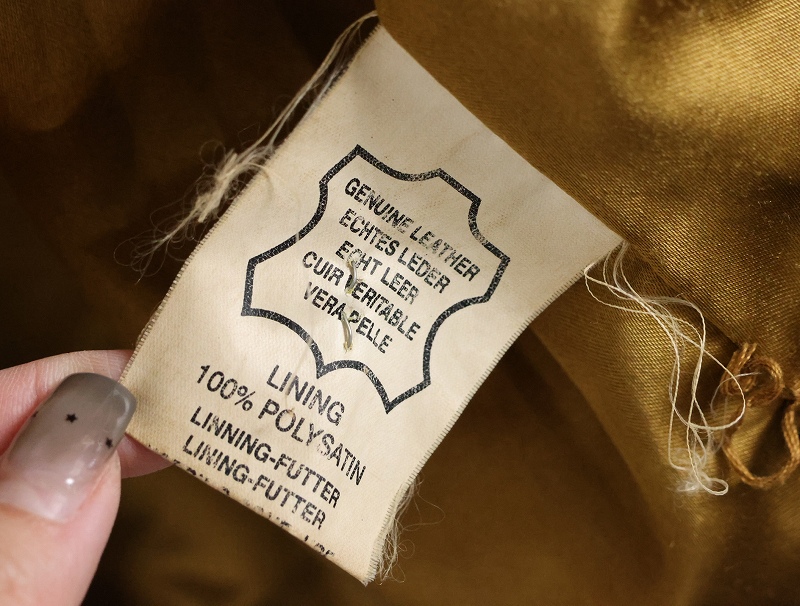 GENUINE LEATHER
ECHTES LEDER
ECHT LEER
CUIR VERITABLE
VERA PELLE
LINING
100% POLYSATIN
LINNING-FUTTER
LINING-FUTTER